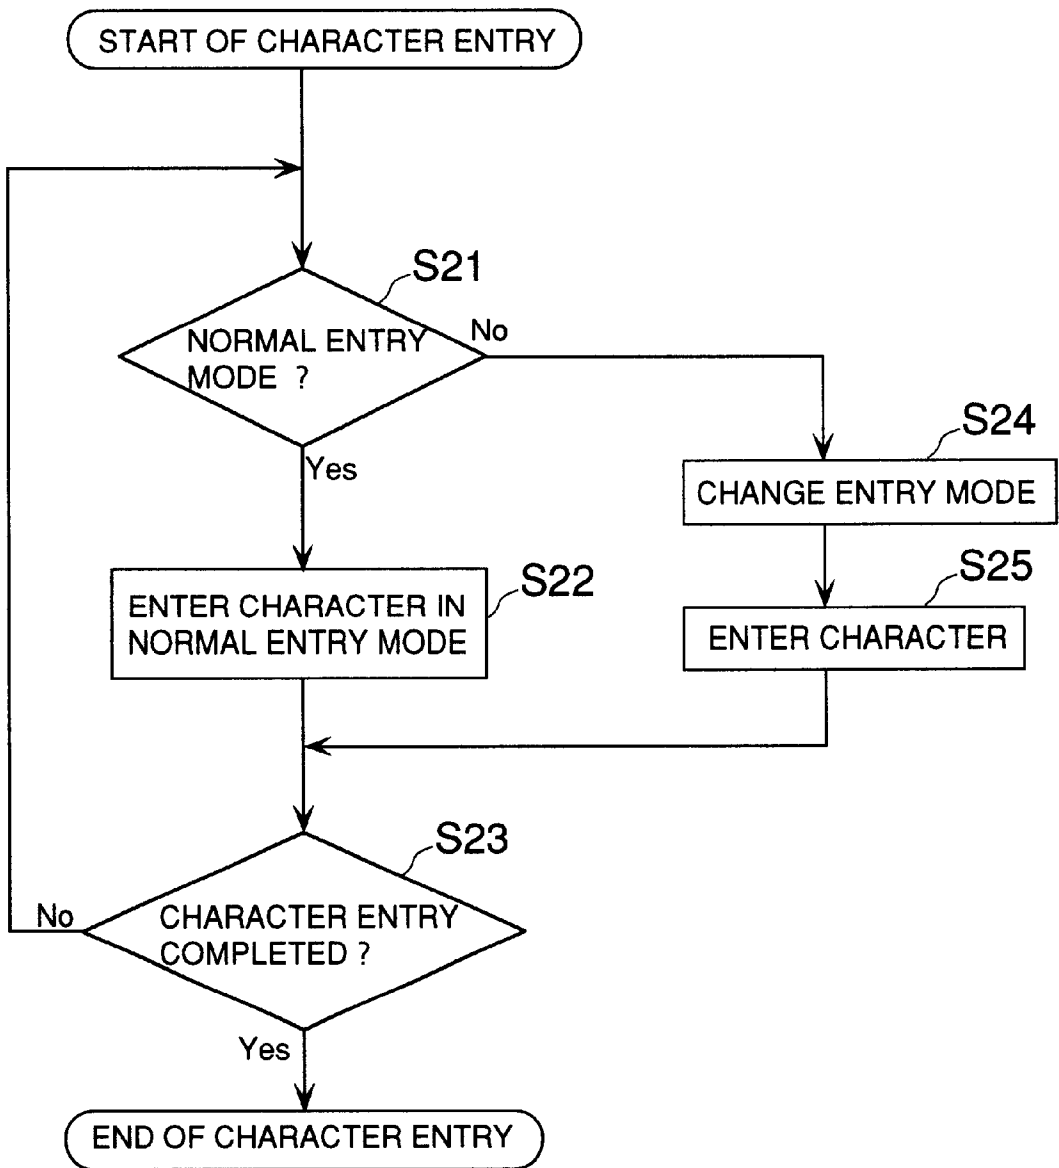 START OF CHARACTER ENTRY
S21
NORMAL ENTRY
MODE ?
No
Yes
S24
CHANGE ENTRY MODE
S22
ENTER CHARACTER IN
NORMAL ENTRY MODE
S25
ENTER CHARACTER
S23
CHARACTER ENTRY
COMPLETED ?
No
Yes
END OF CHARACTER ENTRY